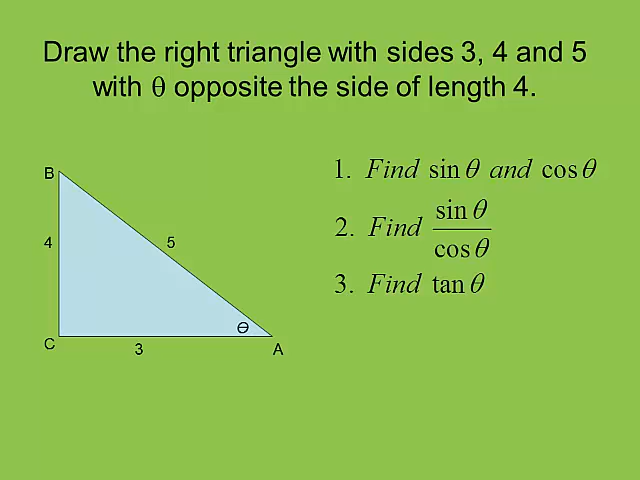 Draw the right triangle with sides 3, 4 and 5
with θ opposite the side of length 4.
1. Find sin θ and cos θ
2. Find sin θ / cos θ
3. Find tan θ
B
4
5
C
3
Θ
A